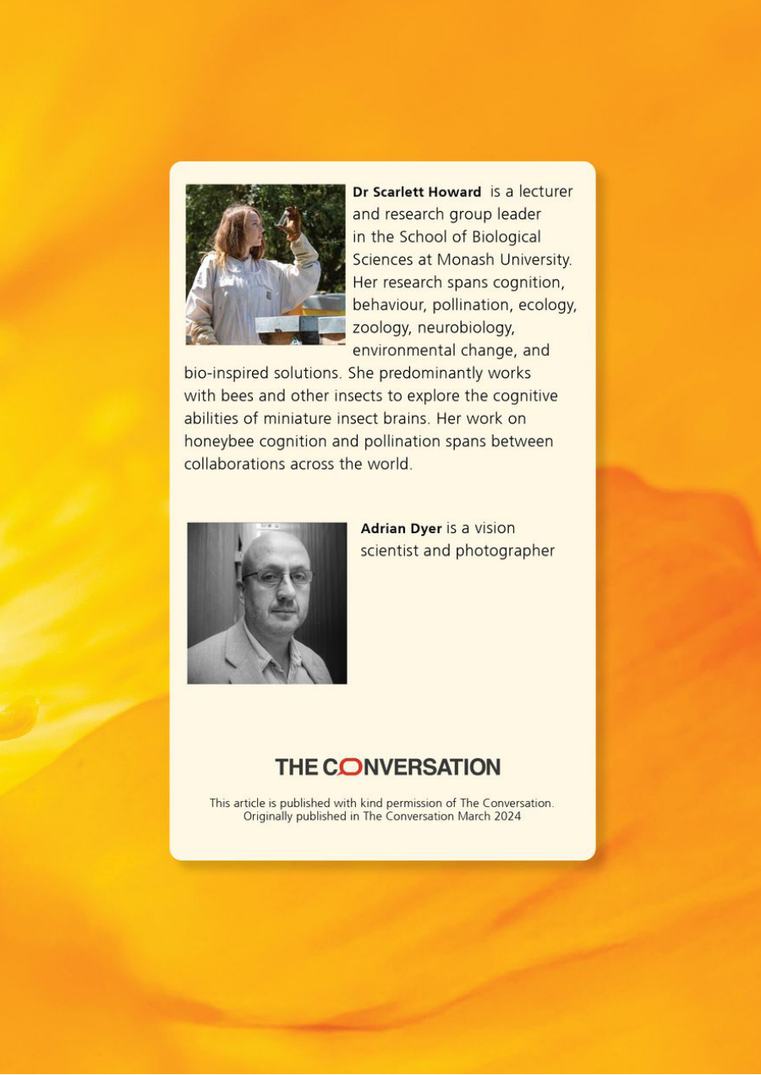 Dr Scarlett Howard is a lecturer
and research group leader
in the School of Biological
Sciences at Monash University.
Her research spans cognition,
behaviour, pollination, ecology,
zoology, neurobiology,
environmental change, and
bio-inspired solutions. She predominantly works
with bees and other insects to explore the cognitive
abilities of miniature insect brains. Her work on
honeybee cognition and pollination spans between
collaborations across the world.
Adrian Dyer is a vision
scientist and photographer
THE CONVERSATION
This article is published with kind permission of The Conversation.
Originally published in The Conversation March 2024